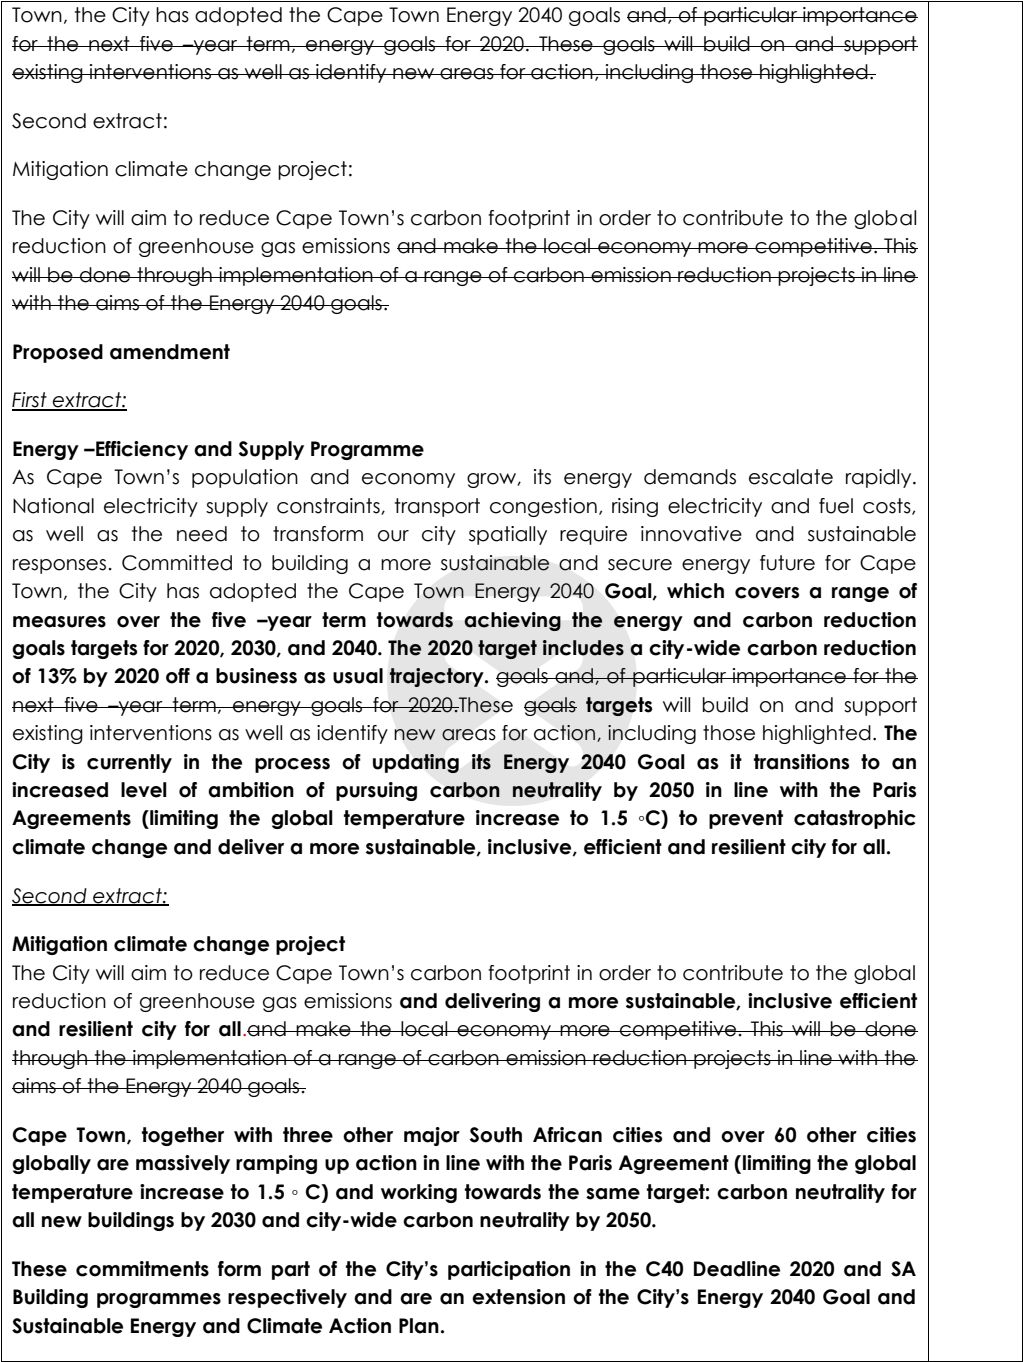 Town, the City has adopted the Cape Town Energy 2040 goals and, of particular importance
for the next five –year term, energy goals for 2020. These goals will build on and support
existing interventions as well as identify new areas for action, including those highlighted.
Second extract:
Mitigation climate change project:
The City will aim to reduce Cape Town's carbon footprint in order to contribute to the global
reduction of greenhouse gas emissions and make the local economy more competitive. This
will be done through implementation of a range of carbon emission reduction projects in line
with the aims of the Energy 2040 goals.
Proposed amendment
First extract:
Energy –Efficiency and Supply Programme
As Cape Town's population and economy grow, its energy demands escalate rapidly.
National electricity supply constraints, transport congestion, rising electricity and fuel costs,
as well as the need to transform our city spatially require innovative and sustainable
responses. Committed to building a more sustainable and secure energy future for Cape
Town, the City has adopted the Cape Town Energy 2040 Goal, which covers a range of
measures over the five –year term towards achieving the energy and carbon reduction
goals targets for 2020, 2030, and 2040. The 2020 target includes a city-wide carbon reduction
of 13% by 2020 off a business as usual trajectory. goals and, of particular importance for the
next five –year term, energy goals for 2020.These goals targets will build on and support
existing interventions as well as identify new areas for action, including those highlighted. The
City is currently in the process of updating its Energy 2040 Goal as it transitions to an
increased level of ambition of pursuing carbon neutrality by 2050 in line with the Paris
Agreements (limiting the global temperature increase to 1.5 ◦C) to prevent catastrophic
climate change and deliver a more sustainable, inclusive, efficient and resilient city for all.
Second extract:
Mitigation climate change project
The City will aim to reduce Cape Town's carbon footprint in order to contribute to the global
reduction of greenhouse gas emissions and delivering a more sustainable, inclusive efficient
and resilient city for all.and make the local economy more competitive. This will be done
through the implementation of a range of carbon emission reduction projects in line with the
aims of the Energy 2040 goals.
Cape Town, together with three other major South African cities and over 60 other cities
globally are massively ramping up action in line with the Paris Agreement (limiting the global
temperature increase to 1.5 ◦ C) and working towards the same target: carbon neutrality for
all new buildings by 2030 and city-wide carbon neutrality by 2050.
These commitments form part of the City's participation in the C40 Deadline 2020 and SA
Building programmes respectively and are an extension of the City's Energy 2040 Goal and
Sustainable Energy and Climate Action Plan.